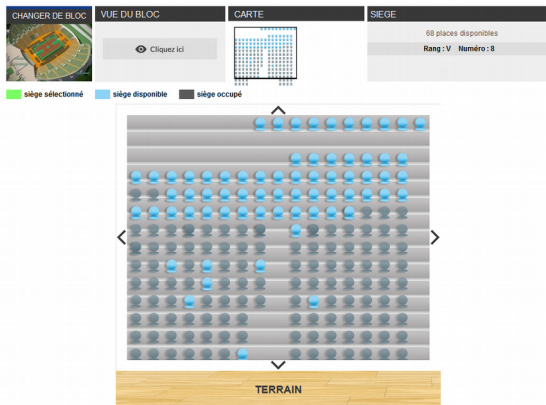 CHANGER DE BLOC
VUE DU BLOC
CARTE
SIEGE
Cliquez ici
68 places disponibles
Rang : V Numéro : 8
siège sélectionné
siège disponible
siège occupé
TERRAIN